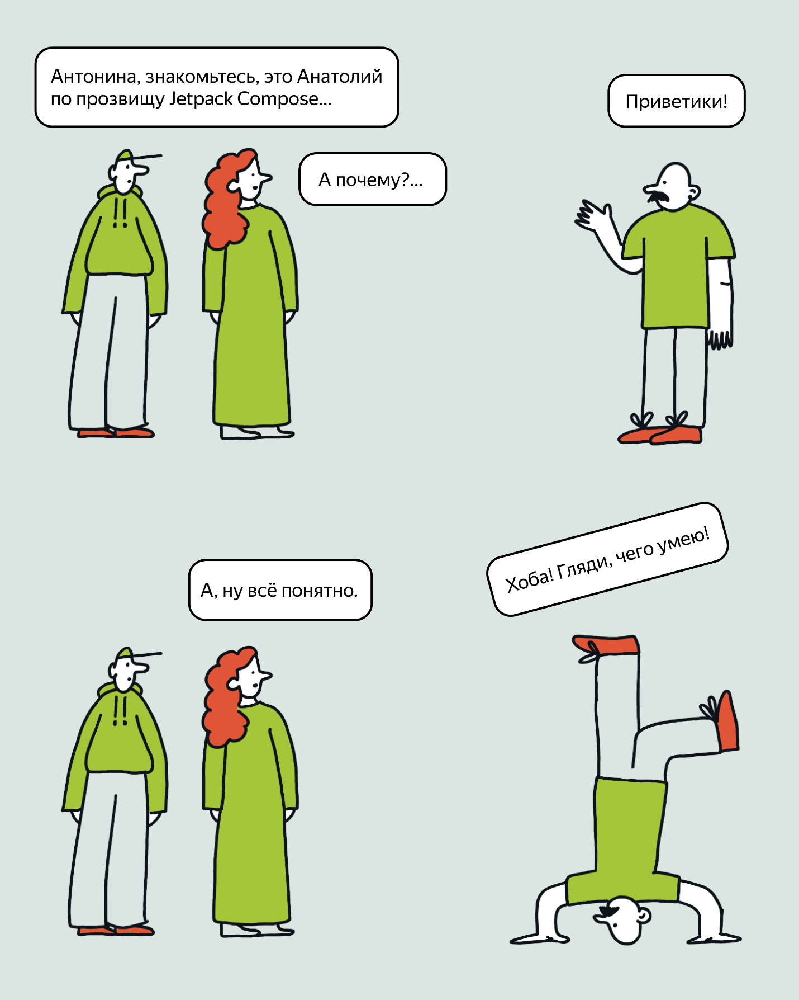 Антонина, знакомьтесь, это Анатолий
по прозвищу Jetpack Compose...
Приветики!
А почему?...
А, ну всё понятно.
Хоба! Гляди, чего умею!